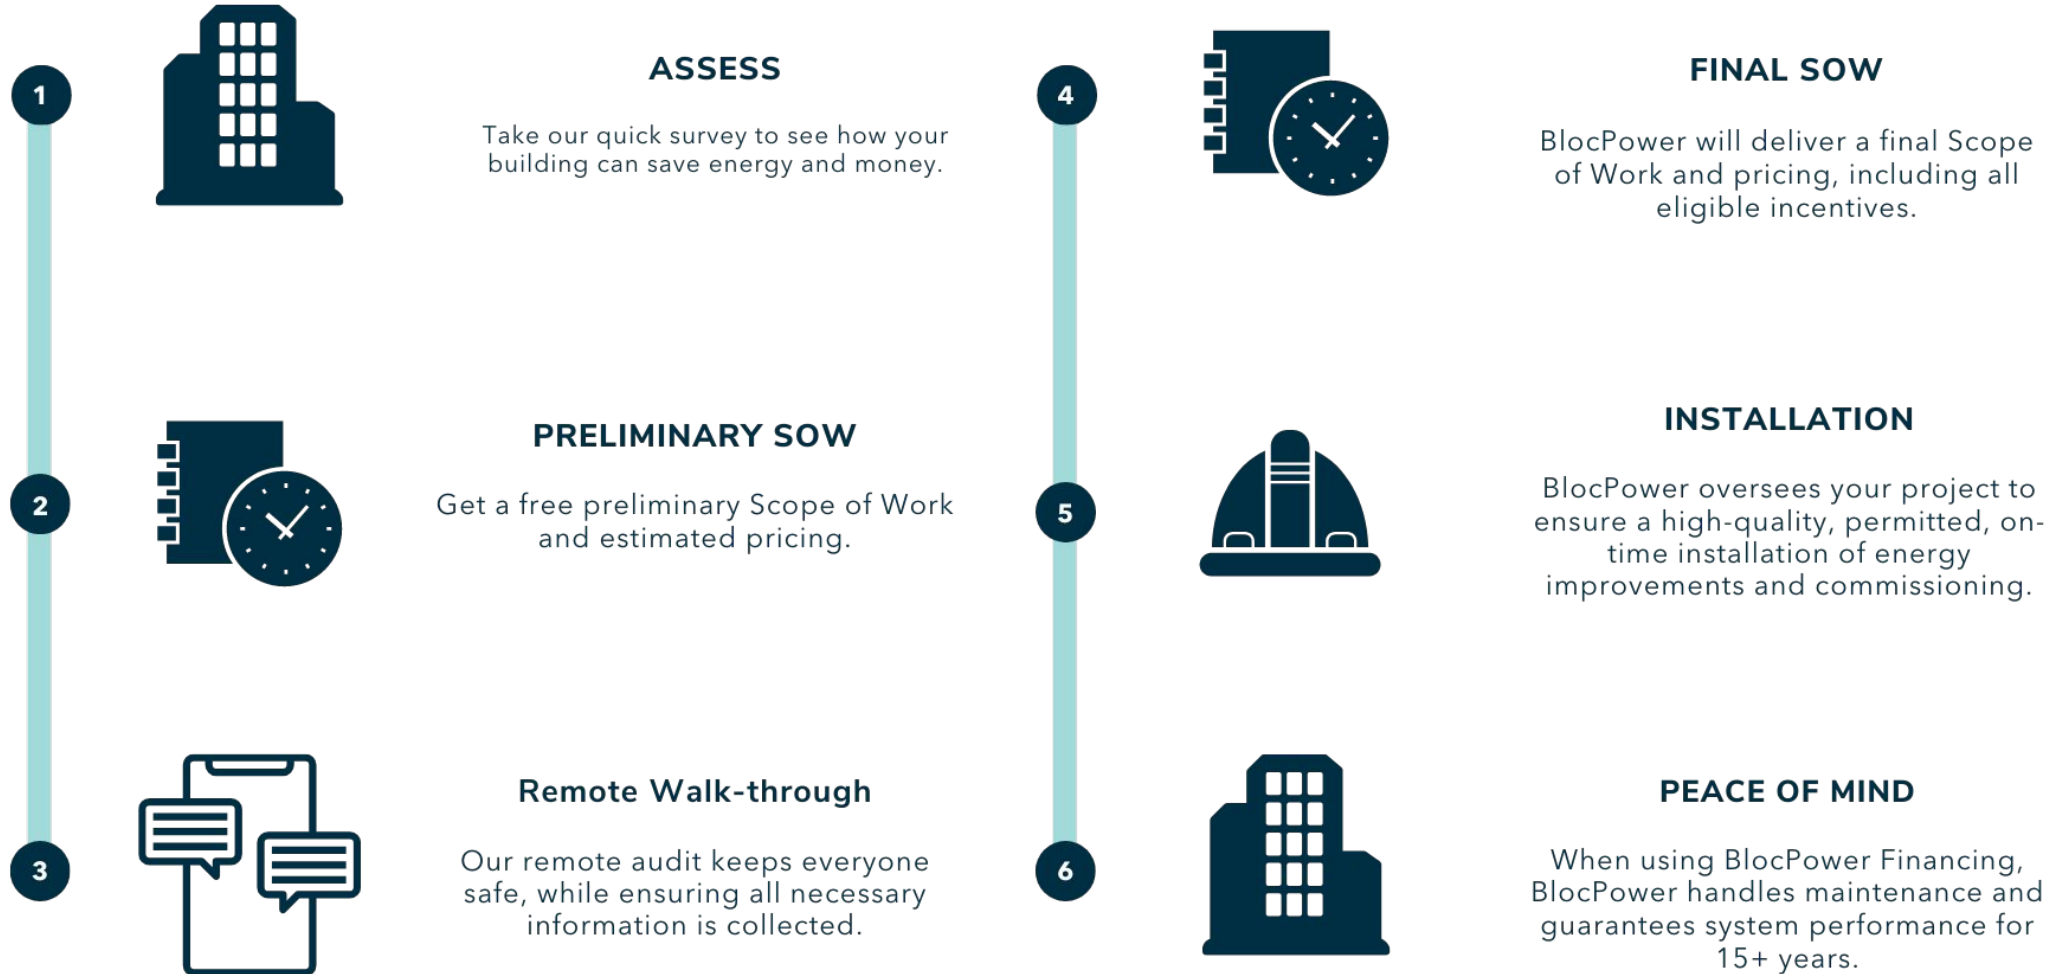 1
ASSESS
Take our quick survey to see how your
building can save energy and money.
2
PRELIMINARY SOW
Get a free preliminary Scope of Work
and estimated pricing.
3
Remote Walk-through
Our remote audit keeps everyone
safe, while ensuring all necessary
information is collected.
4
FINAL SOW
BlocPower will deliver a final Scope
of Work and pricing, including all
eligible incentives.
5
INSTALLATION
BlocPower oversees your project to
ensure a high-quality, permitted, on-
time installation of energy
improvements and commissioning.
6
PEACE OF MIND
When using BlocPower Financing,
BlocPower handles maintenance and
guarantees system performance for
15+ years.